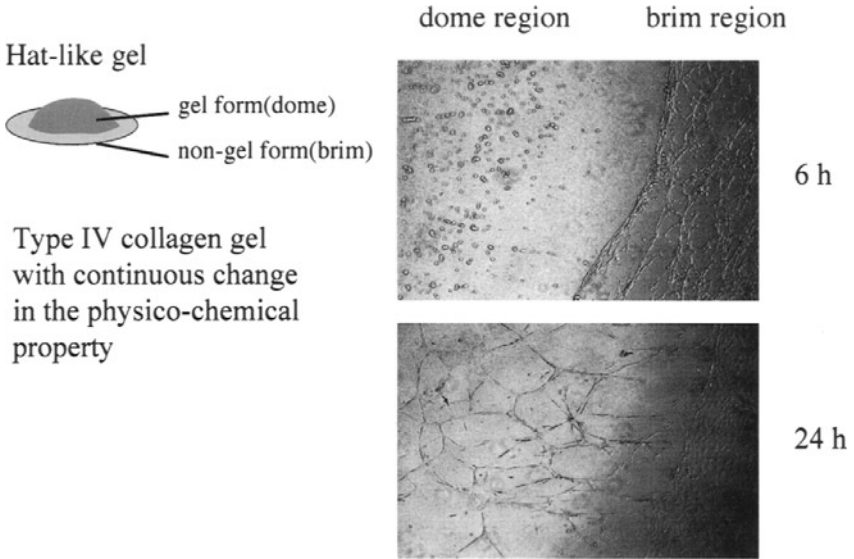 dome region
brim region
Hat-like gel
gel form(dome)
non-gel form(brim)
6 h
Type IV collagen gel
with continuous change
in the physico-chemical
property
24 h